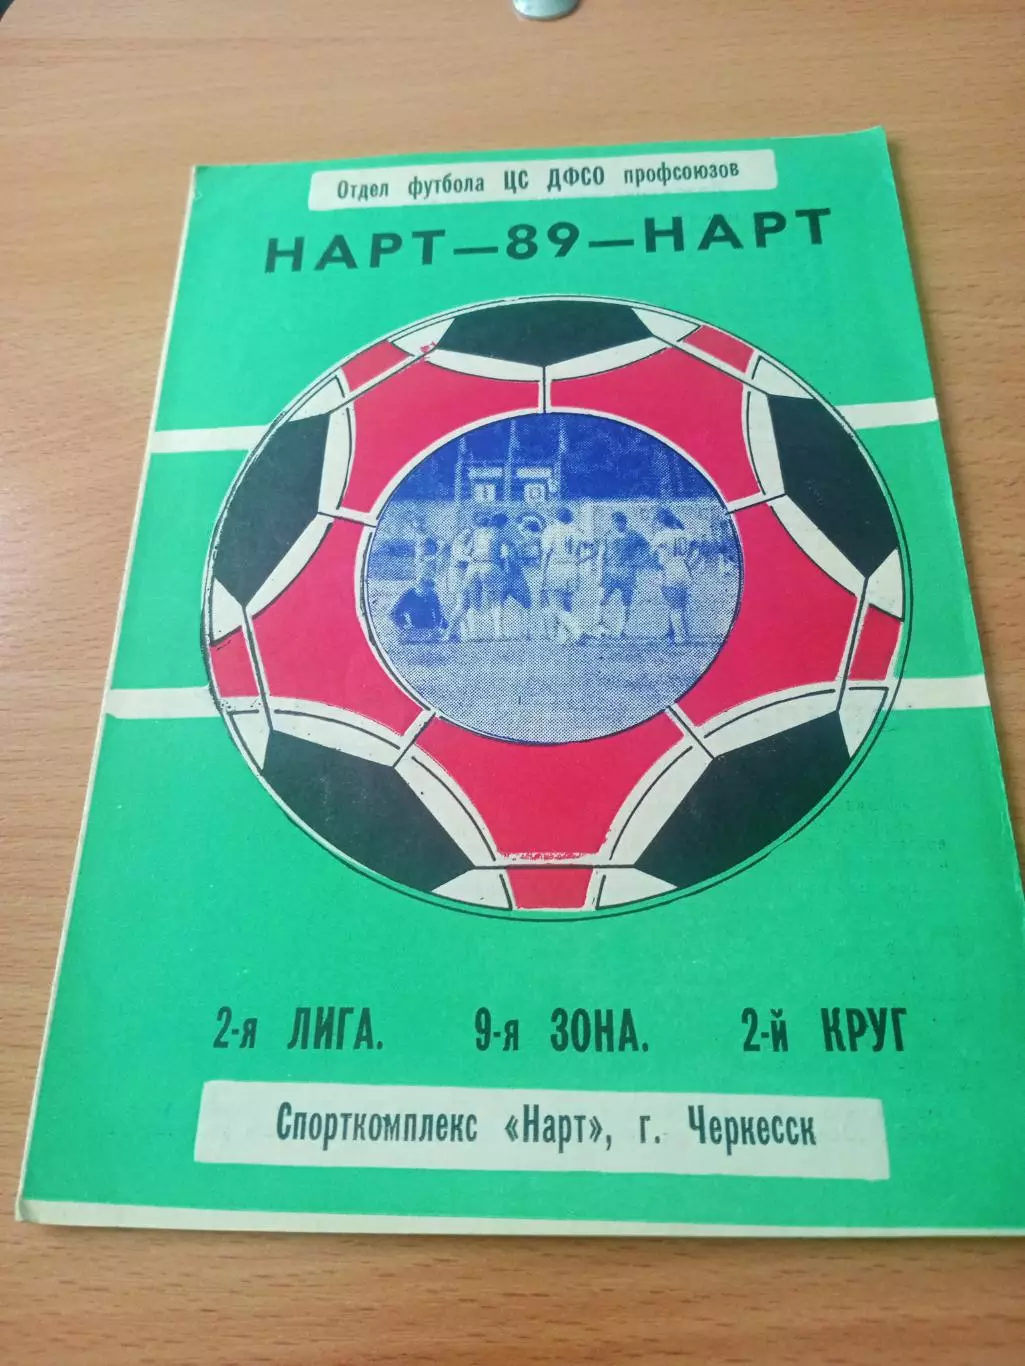 Отдел футбола ЦС ДФСО профсоюзов
НАРТ—89—НАРТ
2-я ЛИГА. 9-я ЗОНА. 2-й КРУГ
Спорткомплекс «Нарт», г. Черкесск